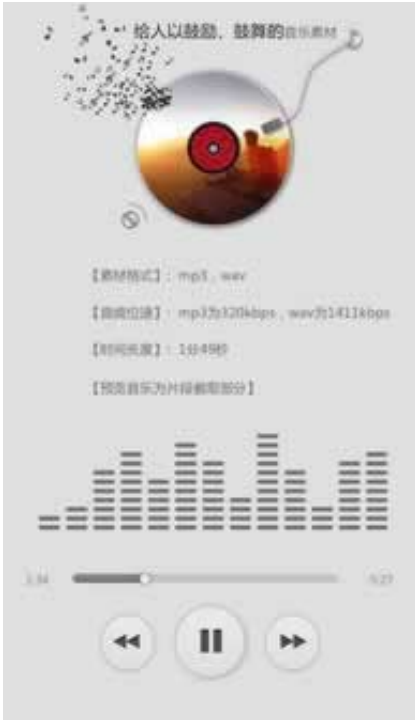 给人以鼓励、鼓舞的音乐素材
【素材格式】：mp3，wav
【音频位速】：mp3为320kbps，wav为1411kbps
【时间长度】：1分49秒
【预览音乐为片段截取部分】